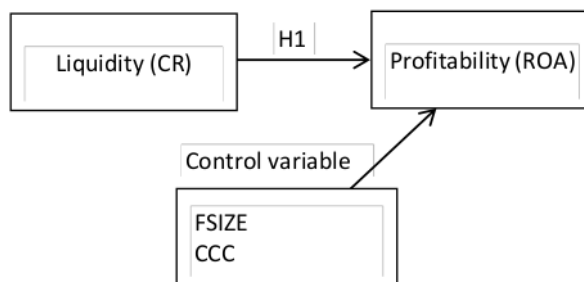 H1
Liquidity (CR)
Profitability (ROA)
Control variable
FSIZE
CCC